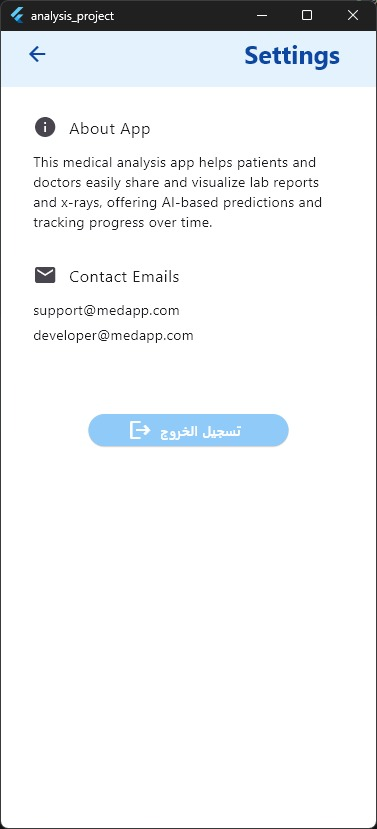 analysis_project
Settings
About App
This medical analysis app helps patients and
doctors easily share and visualize lab reports
and x-rays, offering AI-based predictions and
tracking progress over time.
Contact Emails
support@medapp.com
developer@medapp.com
تسجيل الخروج